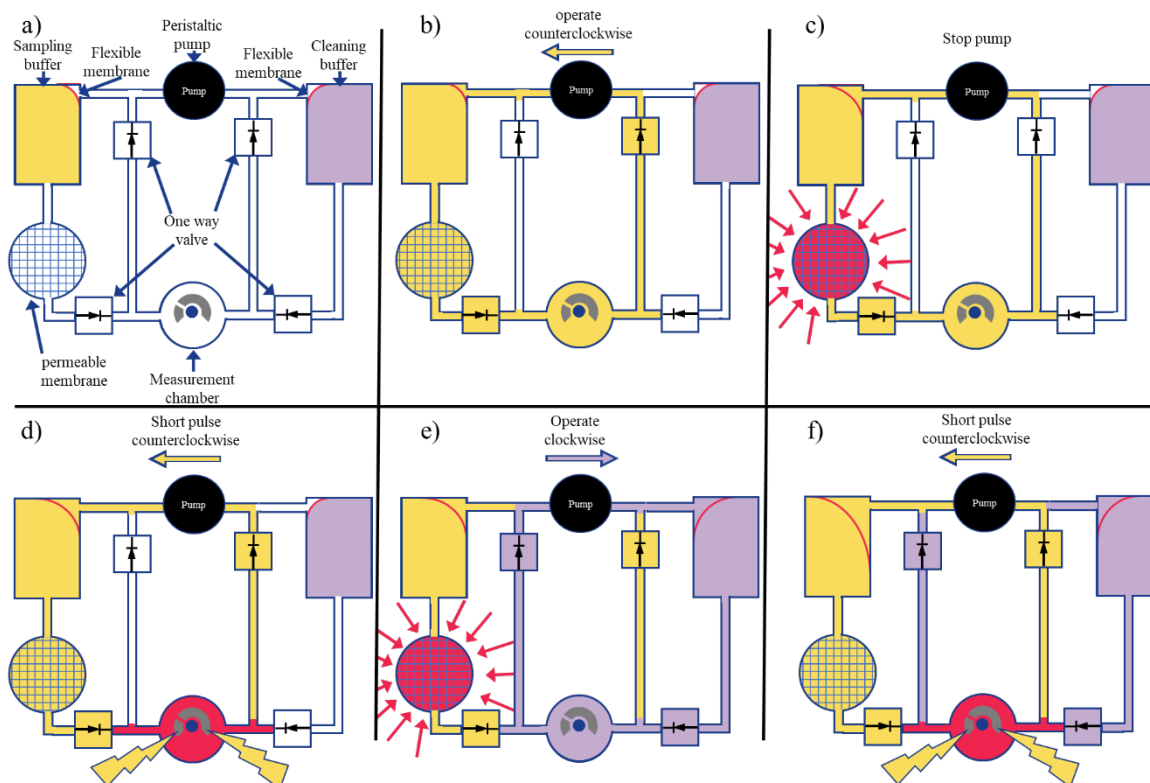 a)
Peristaltic
pump
Sampling
buffer
Flexible
membrane
Flexible
membrane
Cleaning
buffer
Pump
One way
valve
permeable
membrane
Measurement
chamber
b)
operate
counterclockwise
Pump
c)
Stop pump
Pump
d)
Short pulse
counterclockwise
Pump
e)
Operate
clockwise
Pump
f)
Short pulse
counterclockwise
Pump